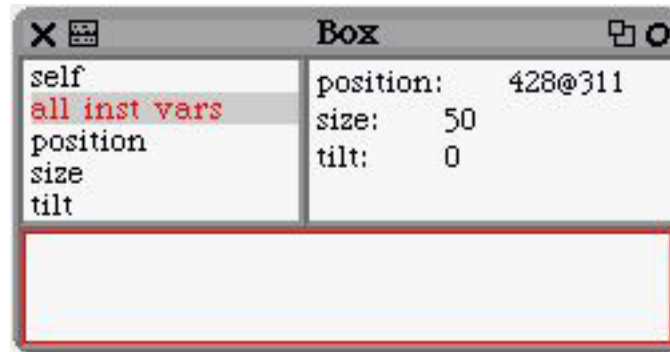 Box
self
all inst vars
position
size
tilt
position: 428@311
size: 50
tilt: 0